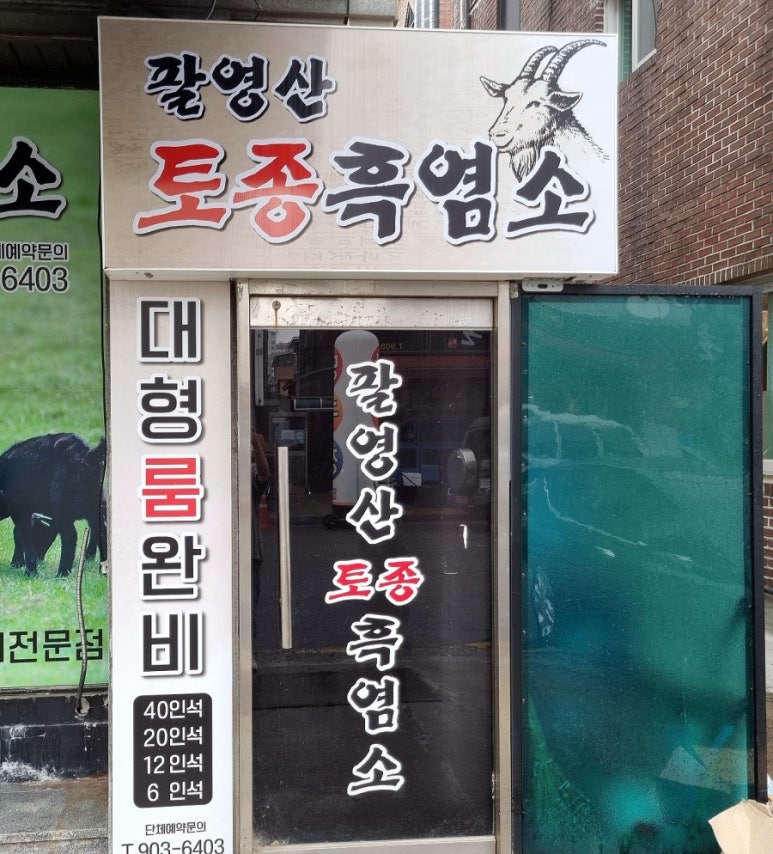 팔영산
토종흑염소
소
체예약문의
6403
전문점
대형룸완비
40인석
20인석
12인석
6 인석
단체예약문의
T.903-6403
팔영산
토종
흑염소